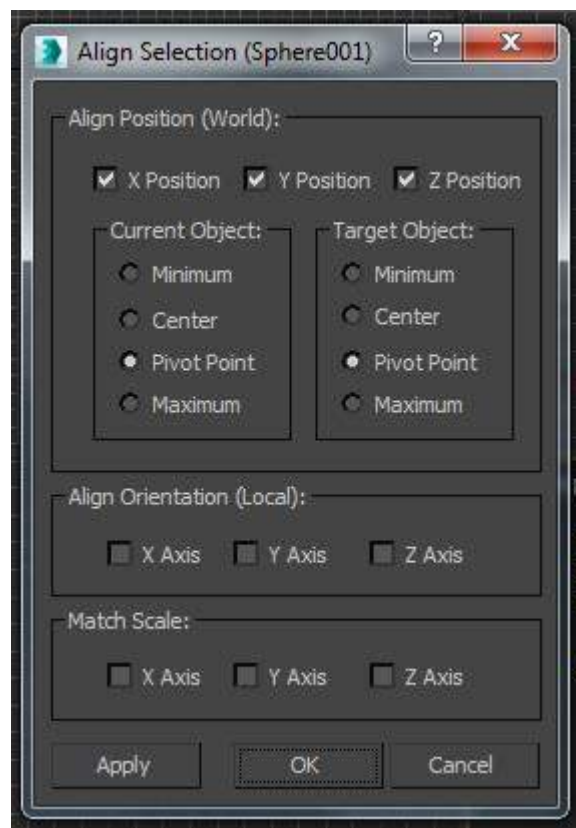 Align Selection (Sphere001)
?
X
Align Position (World):
X Position Y Position Z Position
Current Object: Target Object:
Minimum Minimum
Center Center
Pivot Point Pivot Point
Maximum Maximum
Align Orientation (Local):
X Axis Y Axis Z Axis
Match Scale:
X Axis Y Axis Z Axis
Apply OK Cancel